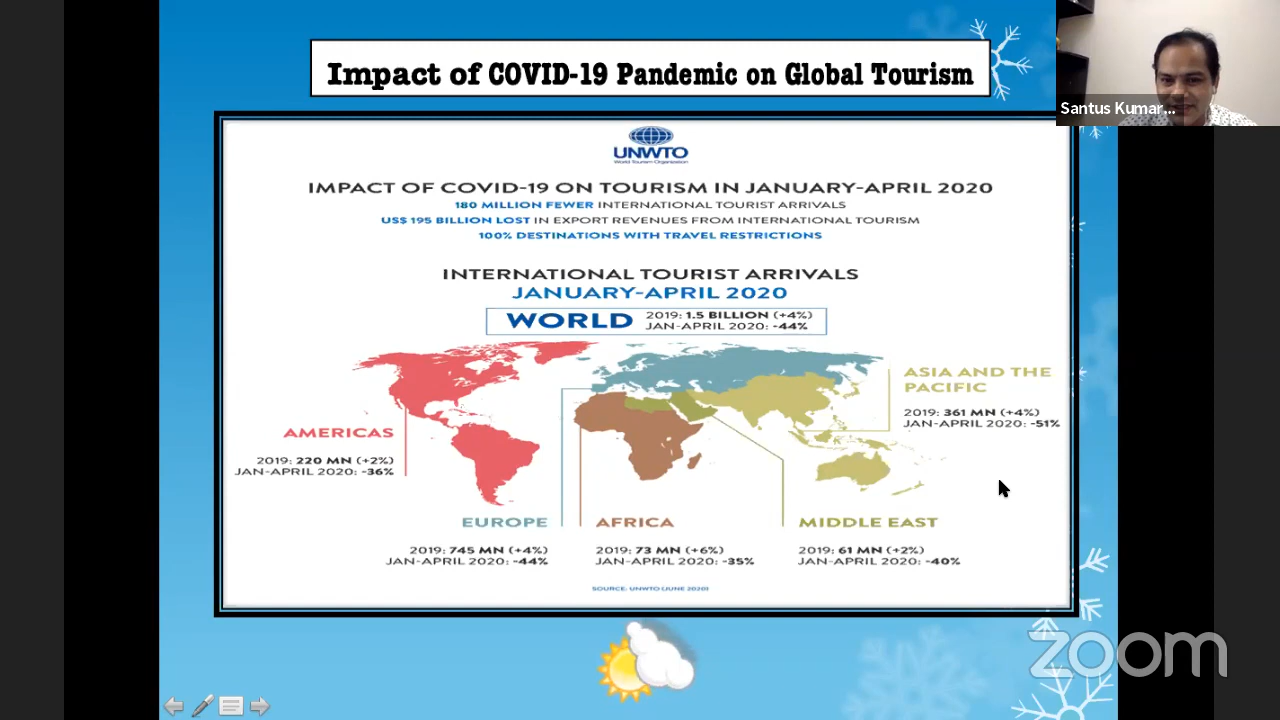 Impact of COVID-19 Pandemic on Global Tourism
Santus Kumar...
UNWTO
World Tourism Organization
IMPACT OF COVID-19 ON TOURISM IN JANUARY-APRIL 2020
180 MILLION FEWER INTERNATIONAL TOURIST ARRIVALS
US$ 195 BILLION LOST IN EXPORT REVENUES FROM INTERNATIONAL TOURISM
100% DESTINATIONS WITH TRAVEL RESTRICTIONS
INTERNATIONAL TOURIST ARRIVALS
JANUARY-APRIL 2020
WORLD
2019: 1.5 BILLION (+4%)
JAN-APRIL 2020: -44%
ASIA AND THE
PACIFIC
2019: 361 MN (+4%)
JAN-APRIL 2020: -51%
AMERICAS
2019: 220 MN (+2%)
JAN-APRIL 2020: -36%
EUROPE
2019: 745 MN (+4%)
JAN-APRIL 2020: -44%
AFRICA
2019: 73 MN (+6%)
JAN-APRIL 2020: -35%
MIDDLE EAST
2019: 61 MN (+2%)
JAN-APRIL 2020: -40%
SOURCE: UNWTO (JUNE 2020)
zoom